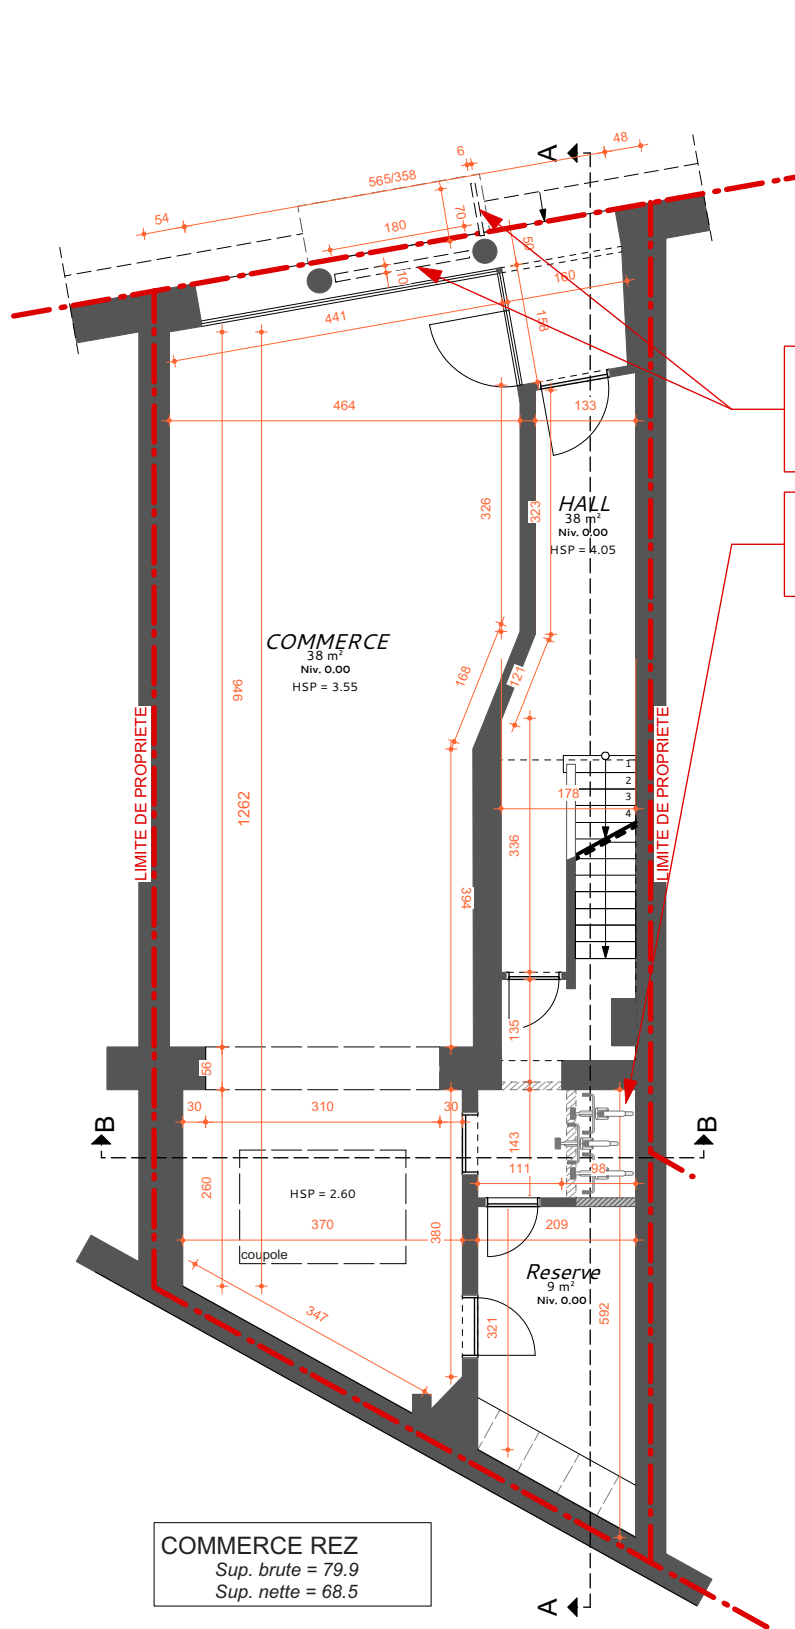 A
48
6
565/358
54
70
180
50
10
160
441
158
464
133
326
323
HALL
38 m²
Niv. 0.00
HSP = 4.05
COMMERCE
38 m²
Niv. 0.00
HSP = 3.55
168
121
946
1262
LIMITE DE PROPRIETE
LIMITE DE PROPRIETE
1
2
3
4
178
336
394
135
56
30
310
30
B
B
143
111
98
260
HSP = 2.60
370
380
209
coupole
Reserve
9 m²
Niv. 0.00
347
321
592
COMMERCE REZ
Sup. brute = 79.9
Sup. nette = 68.5
A